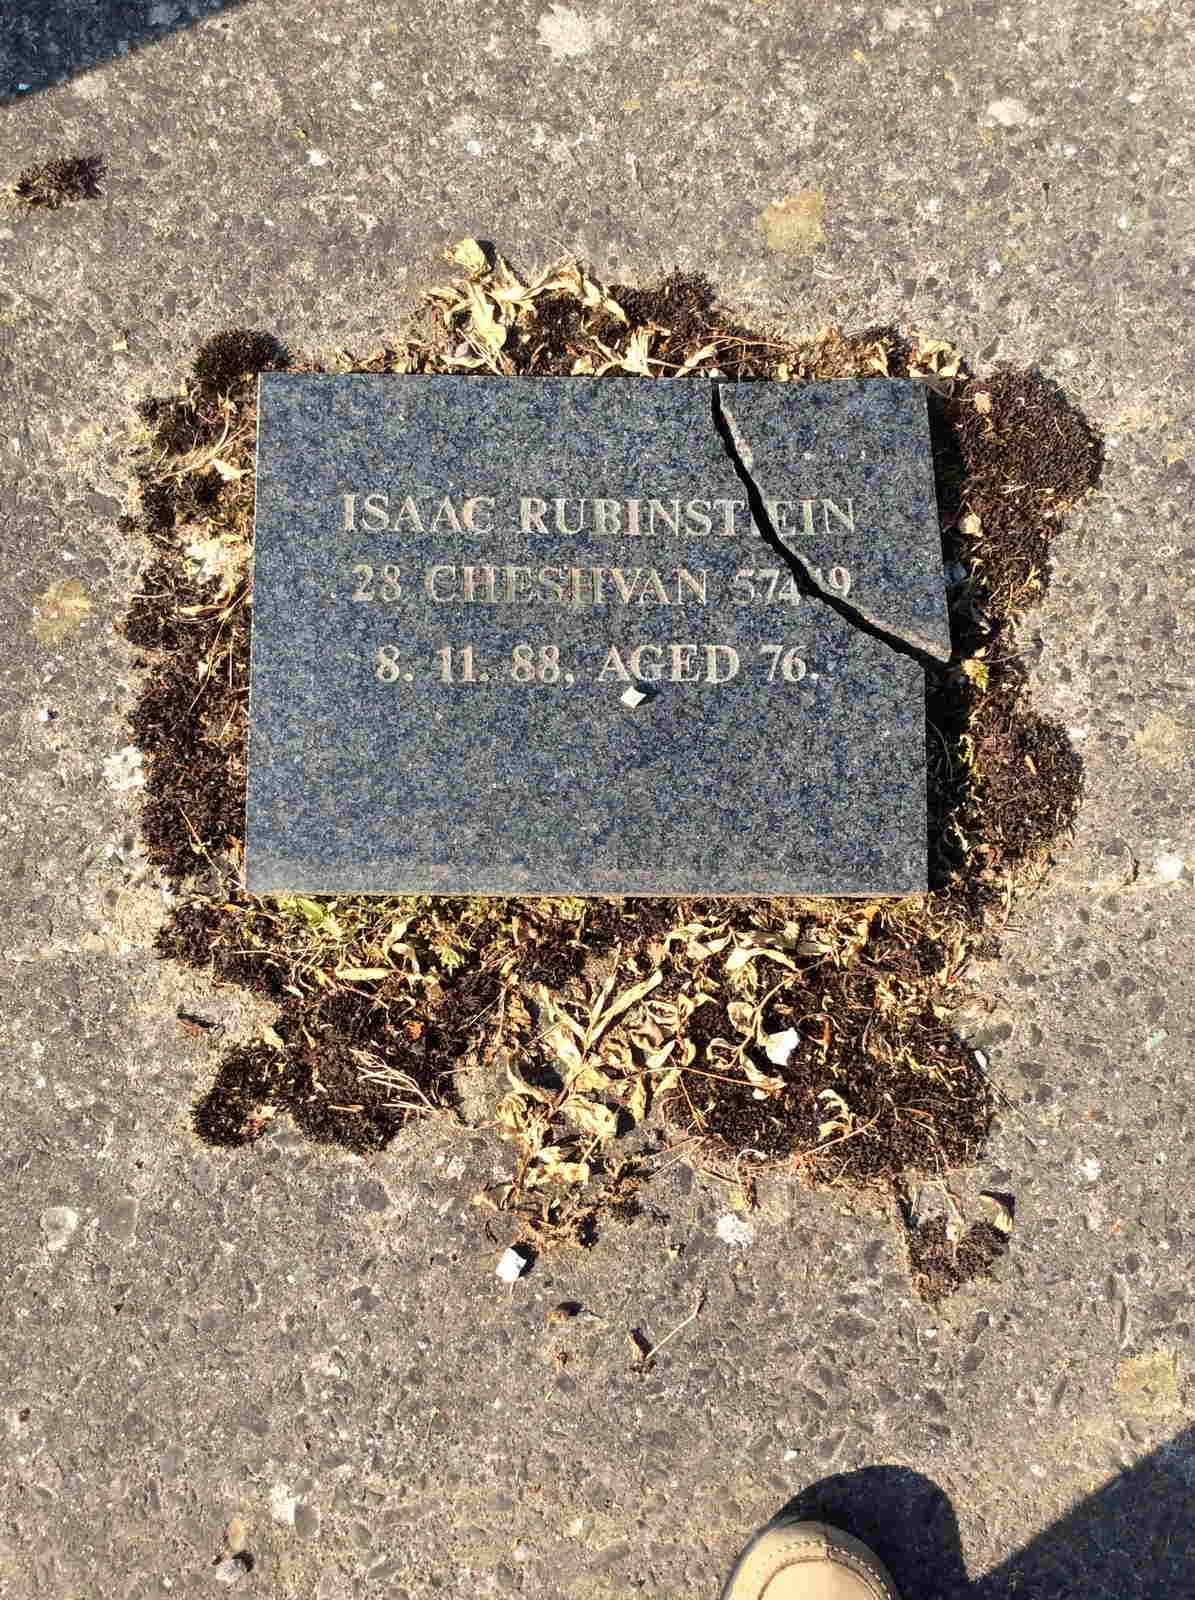 ISAAC RUBINSTEIN
28 CHESHVAN 5749
8. 11. 88, AGED 76.